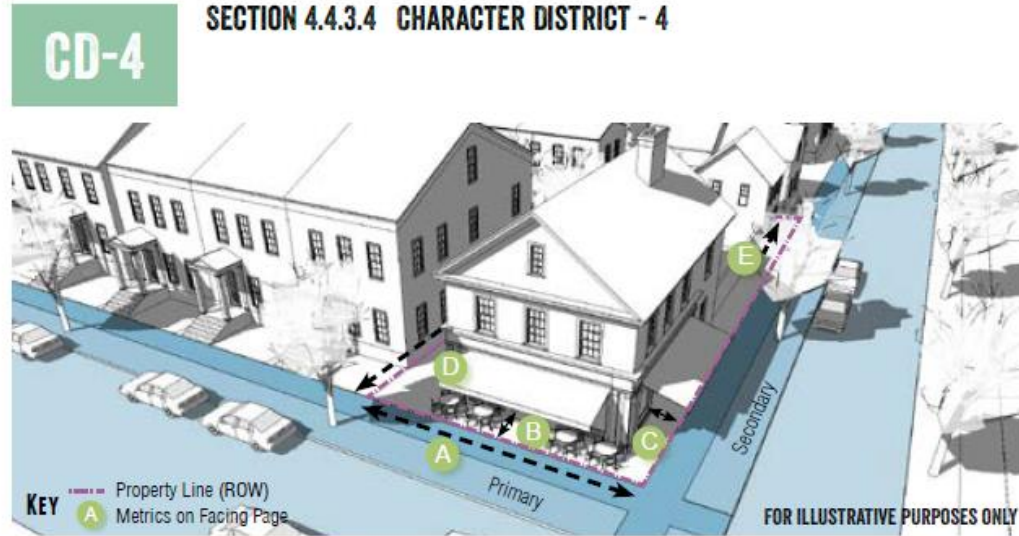 CD-4
SECTION 4.4.3.4 CHARACTER DISTRICT - 4
E
D
B
C
A
Secondary
Primary
KEY
Property Line (ROW)
A Metrics on Facing Page
FOR ILLUSTRATIVE PURPOSES ONLY